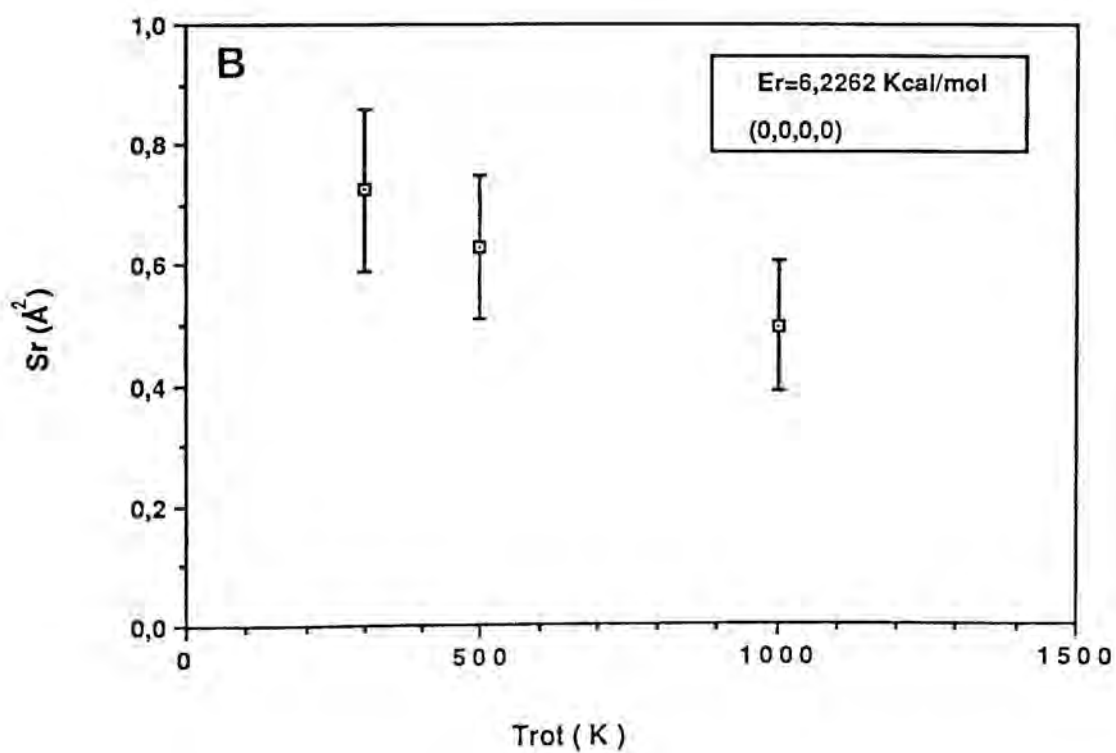 1,0
B
Er=6,2262 Kcal/mol
(0,0,0,0)
0,8
0,6
Sr (Å²)
0,4
0,2
0,0
0
500
1000
1500
Trot ( K )